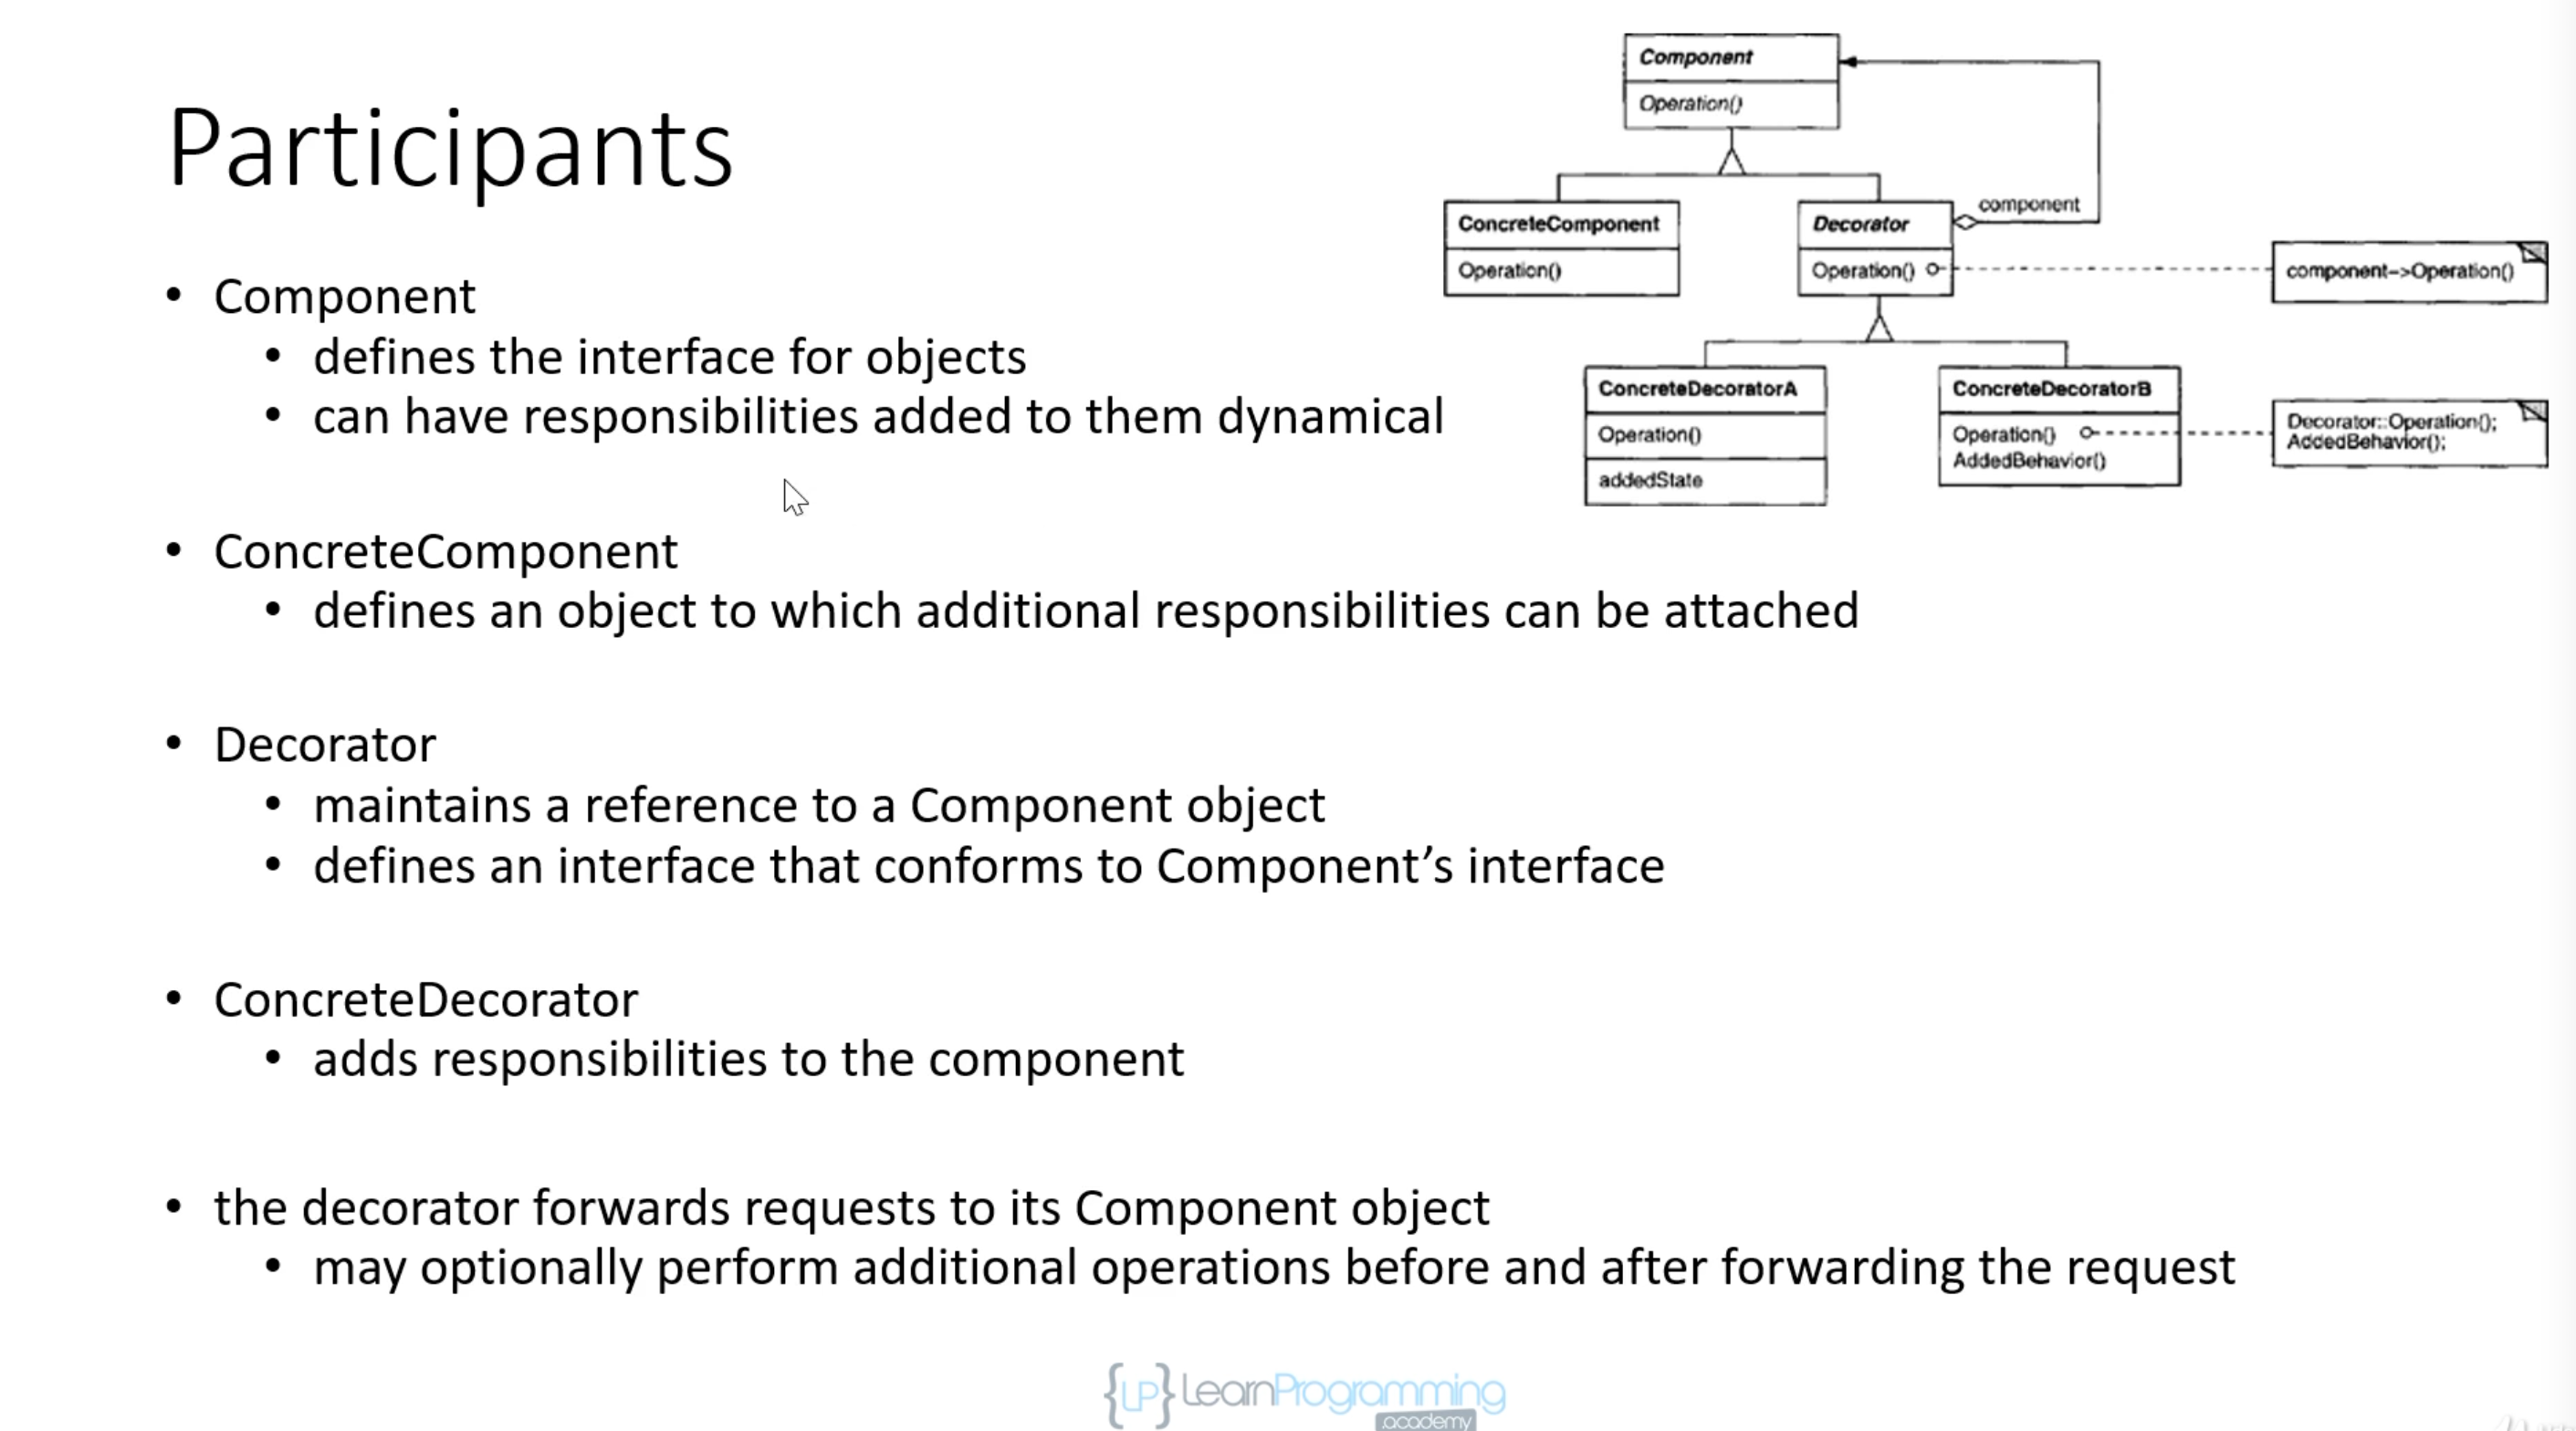 Participants
• Component
• defines the interface for objects
• can have responsibilities added to them dynamical
• ConcreteComponent
• defines an object to which additional responsibilities can be attached
• Decorator
• maintains a reference to a Component object
• defines an interface that conforms to Component’s interface
• ConcreteDecorator
• adds responsibilities to the component
• the decorator forwards requests to its Component object
• may optionally perform additional operations before and after forwarding the request
Component
Operation()
ConcreteComponent
Operation()
Decorator
Operation()
component
component->Operation()
ConcreteDecoratorA
Operation()
addedState
ConcreteDecoratorB
Operation()
AddedBehavior()
Decorator::Operation();
AddedBehavior();
{LP} LearnProgramming
.academy